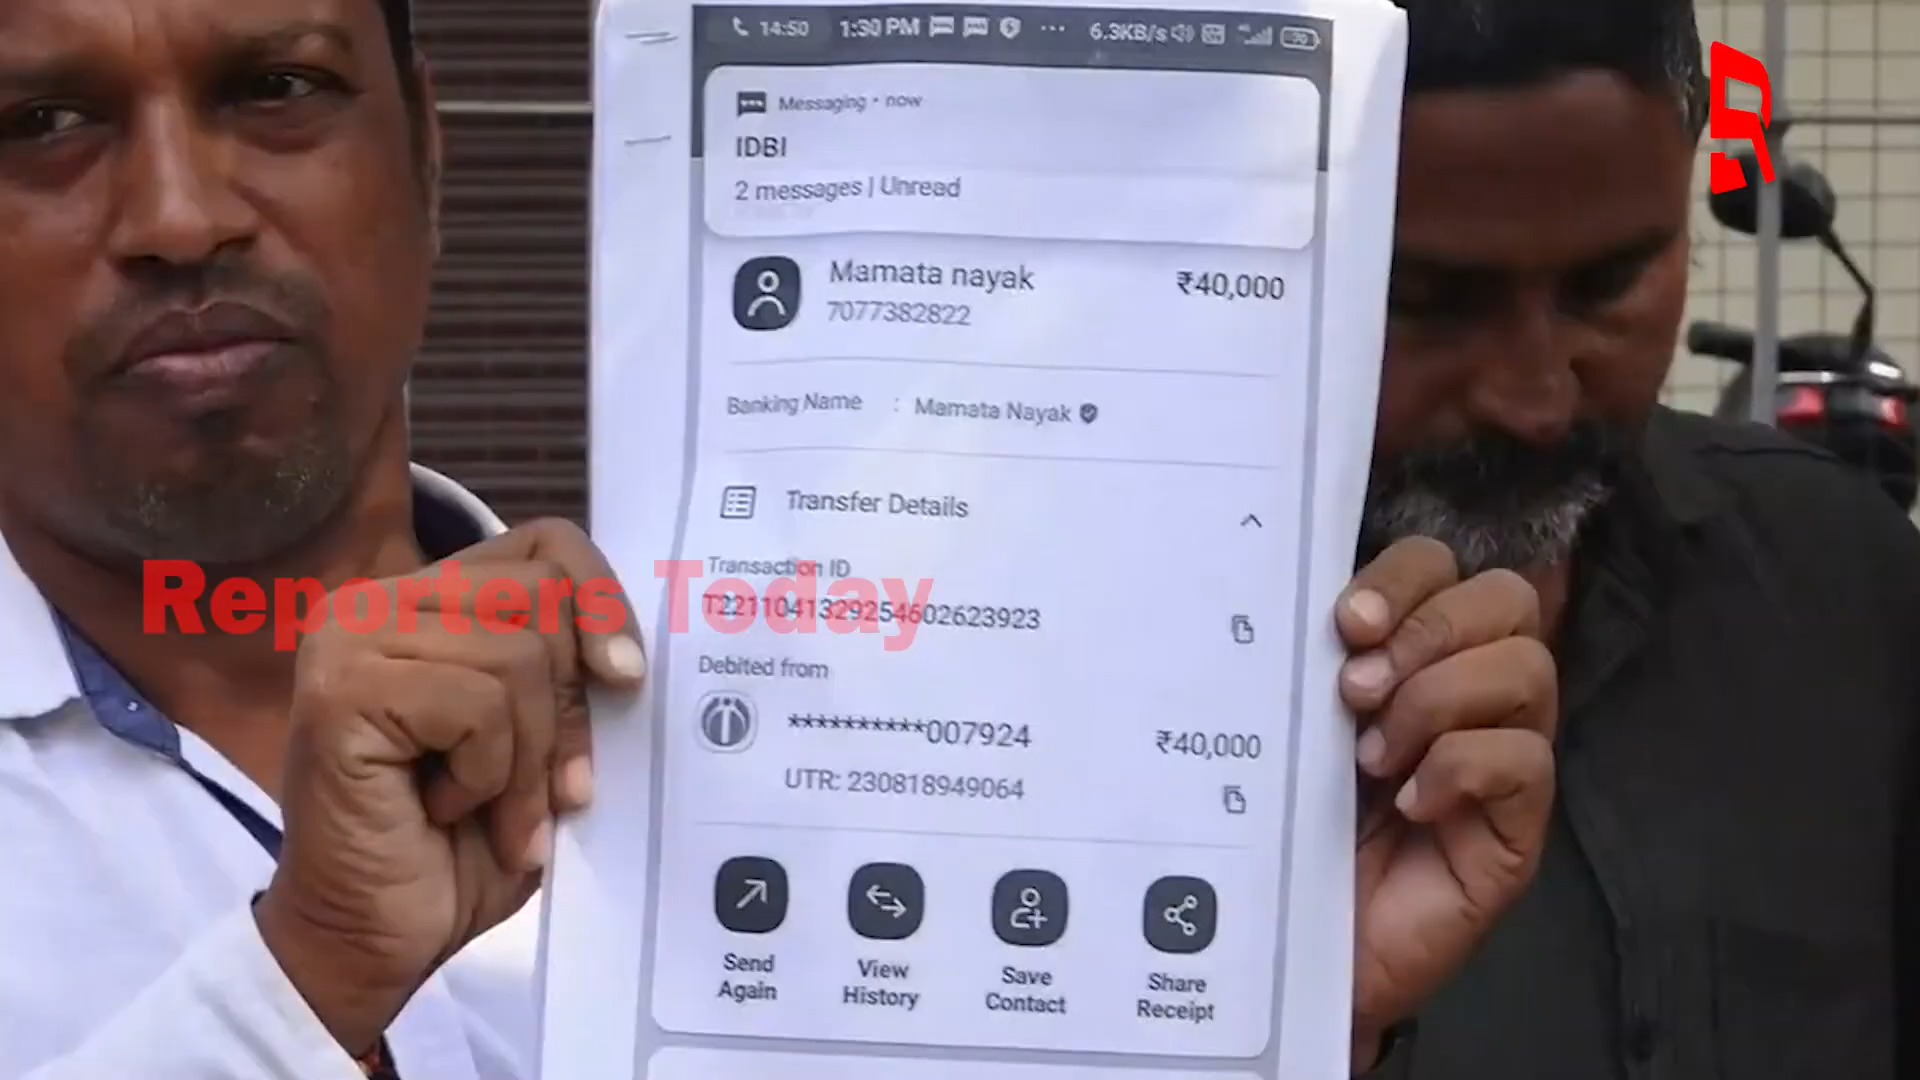 14:50 1:30 PM ... 6.3KB/s 70
Messaging • now
IDBI
2 messages | Unread
Mamata nayak ₹40,000
7077382822
Banking Name : Mamata Nayak
Transfer Details
Transaction ID
T2211041329254602623923
Reporters Today
Debited from
**********007924 ₹40,000
UTR: 230818949064
Send Again
View History
Save Contact
Share Receipt